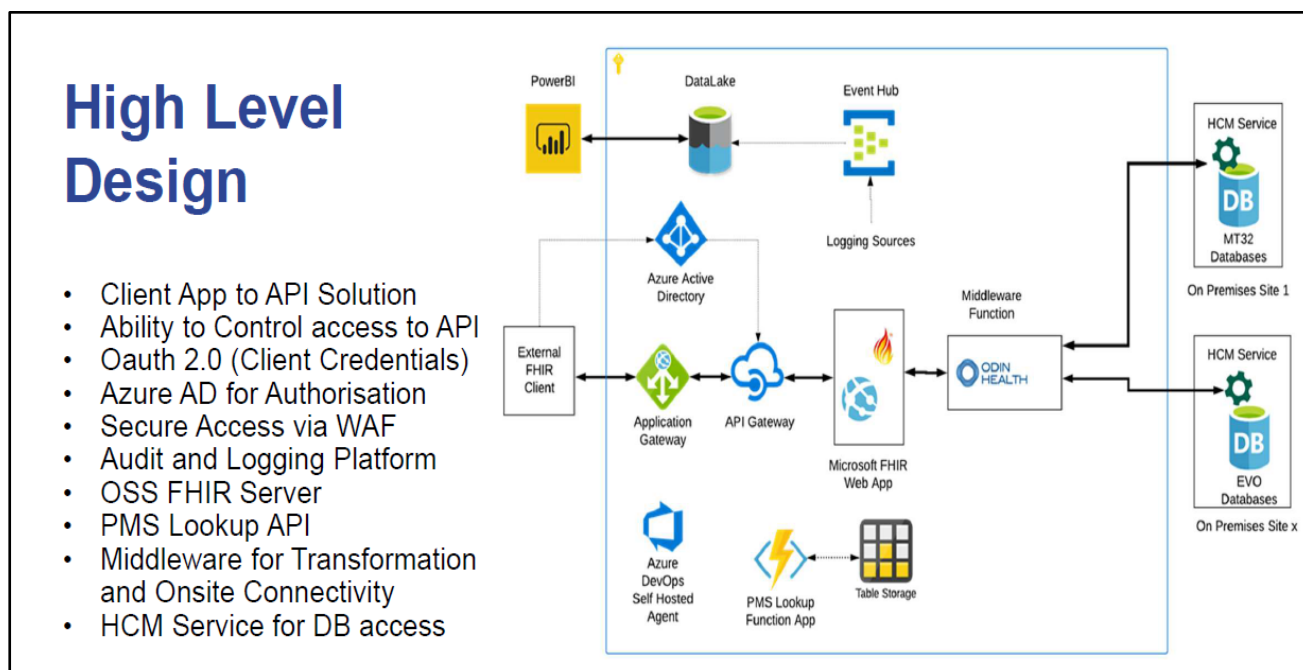 High Level
Design
• Client App to API Solution
• Ability to Control access to API
• Oauth 2.0 (Client Credentials)
• Azure AD for Authorisation
• Secure Access via WAF
• Audit and Logging Platform
• OSS FHIR Server
• PMS Lookup API
• Middleware for Transformation
and Onsite Connectivity
• HCM Service for DB access
PowerBI
DataLake
Event Hub
Logging Sources
Azure Active
Directory
External
FHIR
Client
Application
Gateway
API Gateway
Microsoft FHIR
Web App
Middleware
Function
ODIN
HEALTH
HCM Service
DB
MT32
Databases
On Premises Site 1
HCM Service
DB
EVO
Databases
On Premises Site x
Azure
DevOps
Self Hosted
Agent
PMS Lookup
Function App
Table Storage